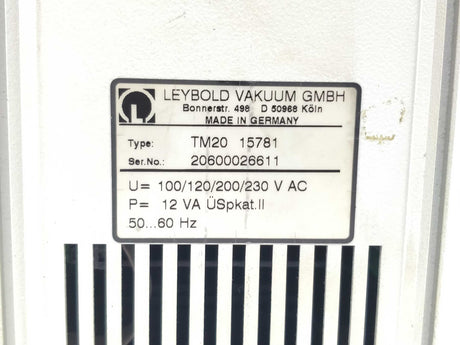 L
LEYBOLD VAKUUM GMBH
Bonnerstr. 498 D 50968 Köln
MADE IN GERMANY
Type: TM20 15781
Ser.No.: 20600026611
U= 100/120/200/230 V AC
P= 12 VA ÜSpkat.II
50...60 Hz